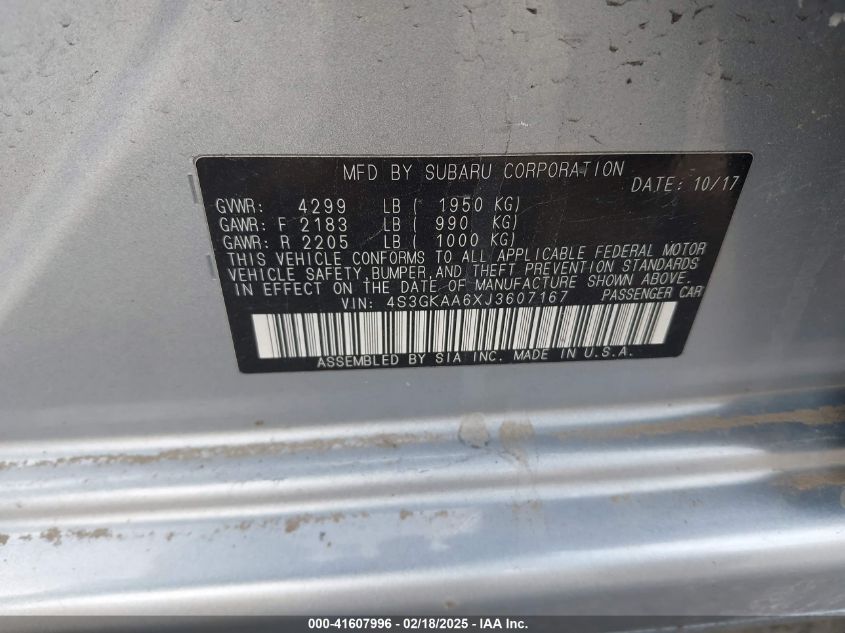 MFD BY SUBARU CORPORATION
DATE: 10/17
GVWR: 4299 LB ( 1950 KG)
GAWR: F 2183 LB ( 990 KG)
GAWR: R 2205 LB ( 1000 KG)
THIS VEHICLE CONFORMS TO ALL APPLICABLE FEDERAL MOTOR
VEHICLE SAFETY, BUMPER, AND THEFT PREVENTION STANDARDS
IN EFFECT ON THE DATE OF MANUFACTURE SHOWN ABOVE.
VIN: 4S3GKAA6XJ3607167 PASSENGER CAR
ASSEMBLED BY SIA INC. MADE IN U.S.A.
000-41607996 - 02/18/2025 - IAA Inc.